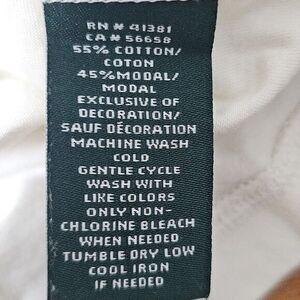 RN # 41381
CA # 56658
55% COTTON/
COTON
45% MODAL/
MODAL
EXCLUSIVE OF
DECORATION/
SAUF DÉCORATION
MACHINE WASH
COLD
GENTLE CYCLE
WASH WITH
LIKE COLORS
ONLY NON-
CHLORINE BLEACH
WHEN NEEDED
TUMBLE DRY LOW
COOL IRON
IF NEEDED